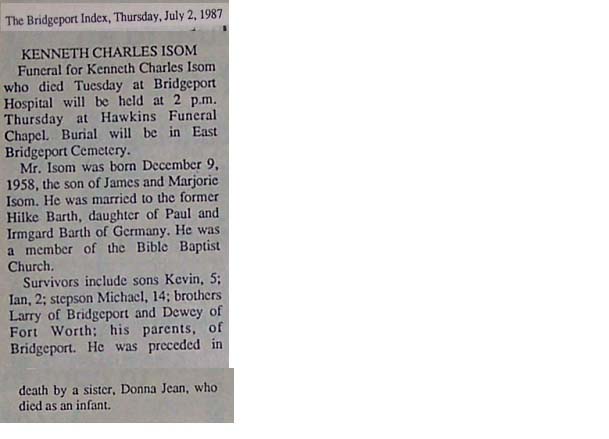 The Bridgeport Index, Thursday, July 2, 1987
KENNETH CHARLES ISOM
Funeral for Kenneth Charles Isom
who died Tuesday at Bridgeport
Hospital will be held at 2 p.m.
Thursday at Hawkins Funeral
Chapel. Burial will be in East
Bridgeport Cemetery.
Mr. Isom was born December 9,
1958, the son of James and Marjorie
Isom. He was married to the former
Hilke Barth, daughter of Paul and
Irmgard Barth of Germany. He was
a member of the Bible Baptist
Church.
Survivors include sons Kevin, 5;
Ian, 2; stepson Michael, 14; brothers
Larry of Bridgeport and Dewey of
Fort Worth; his parents, of
Bridgeport. He was preceded in
death by a sister, Donna Jean, who
died as an infant.